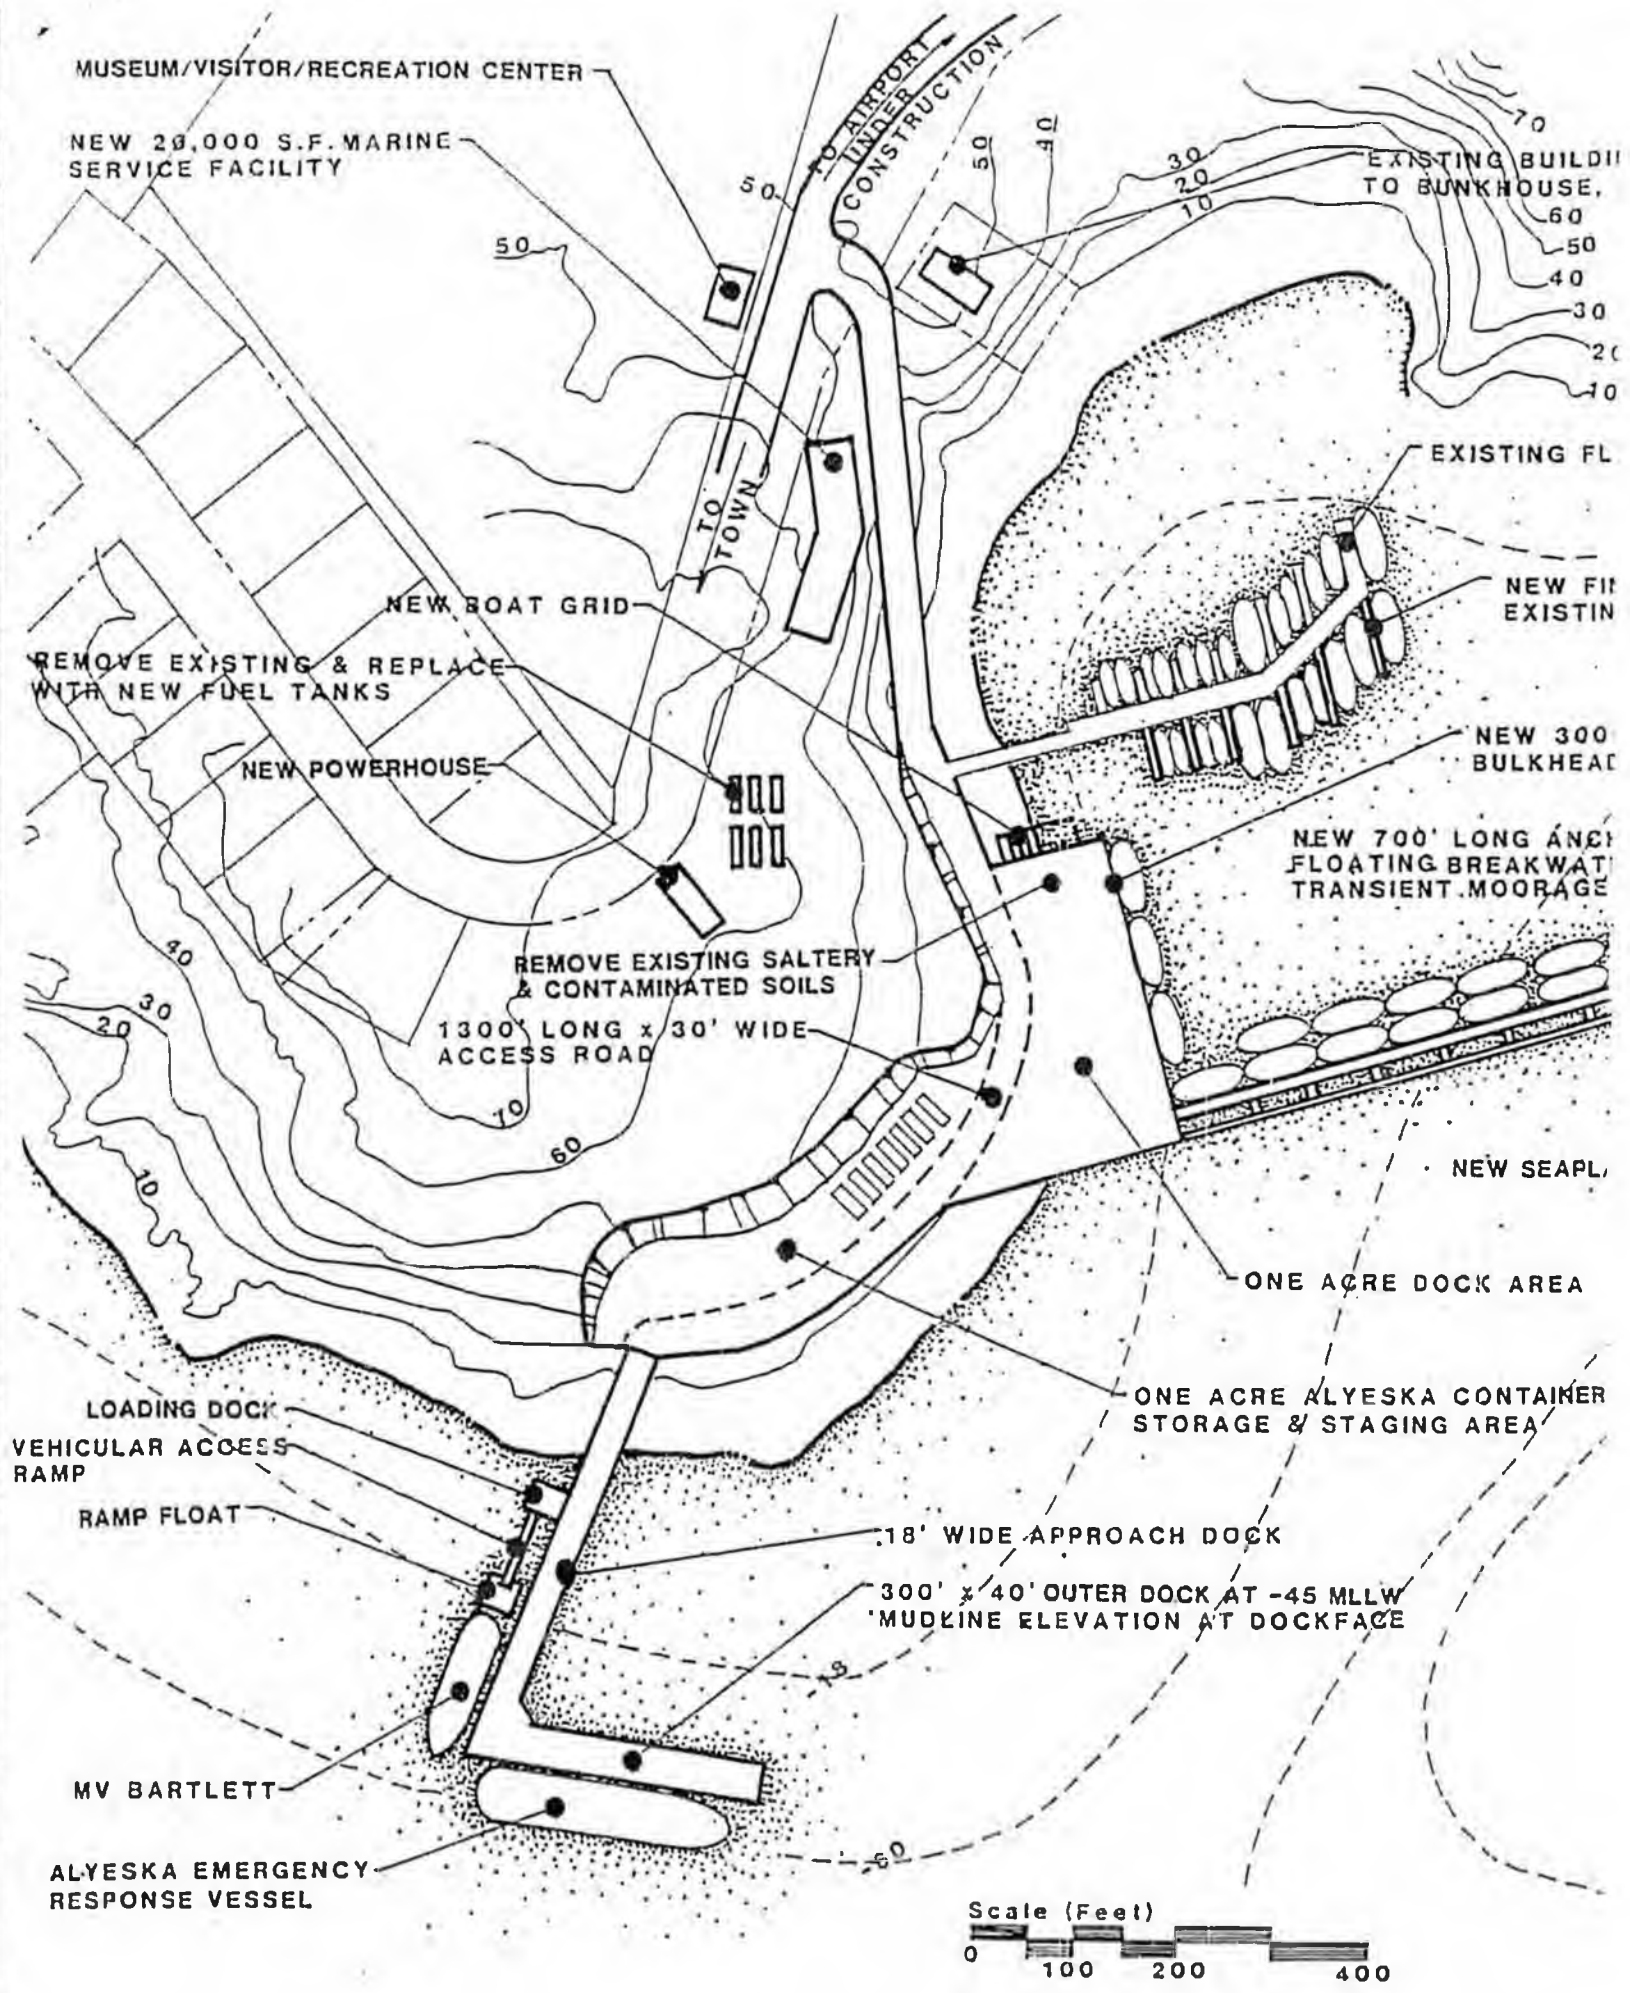 MUSEUM/VISITOR/RECREATION CENTER
NEW 20,000 S.F. MARINE
SERVICE FACILITY
TO AIRPORT
UNDER
CONSTRUCTION
50
40
50
50
70
30
20
10
EXISTING BUILDI
TO BUNKHOUSE,
60
50
40
30
20
10
EXISTING FL
TO
TOWN
NEW BOAT GRID
NEW FI
EXISTIN
REMOVE EXISTING & REPLACE
WITH NEW FUEL TANKS
NEW POWERHOUSE
NEW 300
BULKHEAD
NEW 700' LONG ANCH
FLOATING BREAKWAT
TRANSIENT MOORAGE
40
30
20
REMOVE EXISTING SALTERY
& CONTAMINATED SOILS
1300' LONG x 30' WIDE
ACCESS ROAD
70
60
10
NEW SEAPL
ONE ACRE DOCK AREA
ONE ACRE ALYESKA CONTAINER
STORAGE & STAGING AREA
LOADING DOCK
VEHICULAR ACCESS
RAMP
RAMP FLOAT
18' WIDE APPROACH DOCK
300' x 40' OUTER DOCK AT -45 MLLW
MUDLINE ELEVATION AT DOCKFACE
-18
MV BARTLETT
-60
ALYESKA EMERGENCY
RESPONSE VESSEL
Scale (Feet)
0 100 200 400